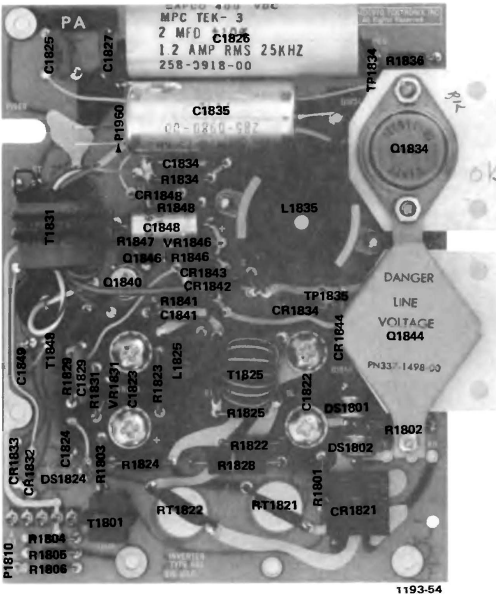 PA
C1825
C1827
MPC TEK- 3
2 MFD
C1826
1.2 AMP RMS 25KHZ
258-0918-00
TP1834
R1836
C1835
P1960
Q1834
C1834
R1834
CR1848
R1848
L1835
T1831
C1848
R1847
VR1846
Q1846
R1846
CR1843
Q1840
CR1842
DANGER
LINE
VOLTAGE
Q1844
PN337-1498-00
R1841
C1841
TP1835
CR1834
CR1844
C1849
T1848
R1829
C1829
R1831
VR1831
C1823
R1823
L1825
T1825
C1822
R1825
DS1801
R1802
R1822
DS1802
CR1833
CR1832
C1824
DS1824
R1803
R1824
R1828
R1801
RT1822
RT1821
CR1821
T1801
P1810
R1804
R1805
R1806
INVERTER
1193-54